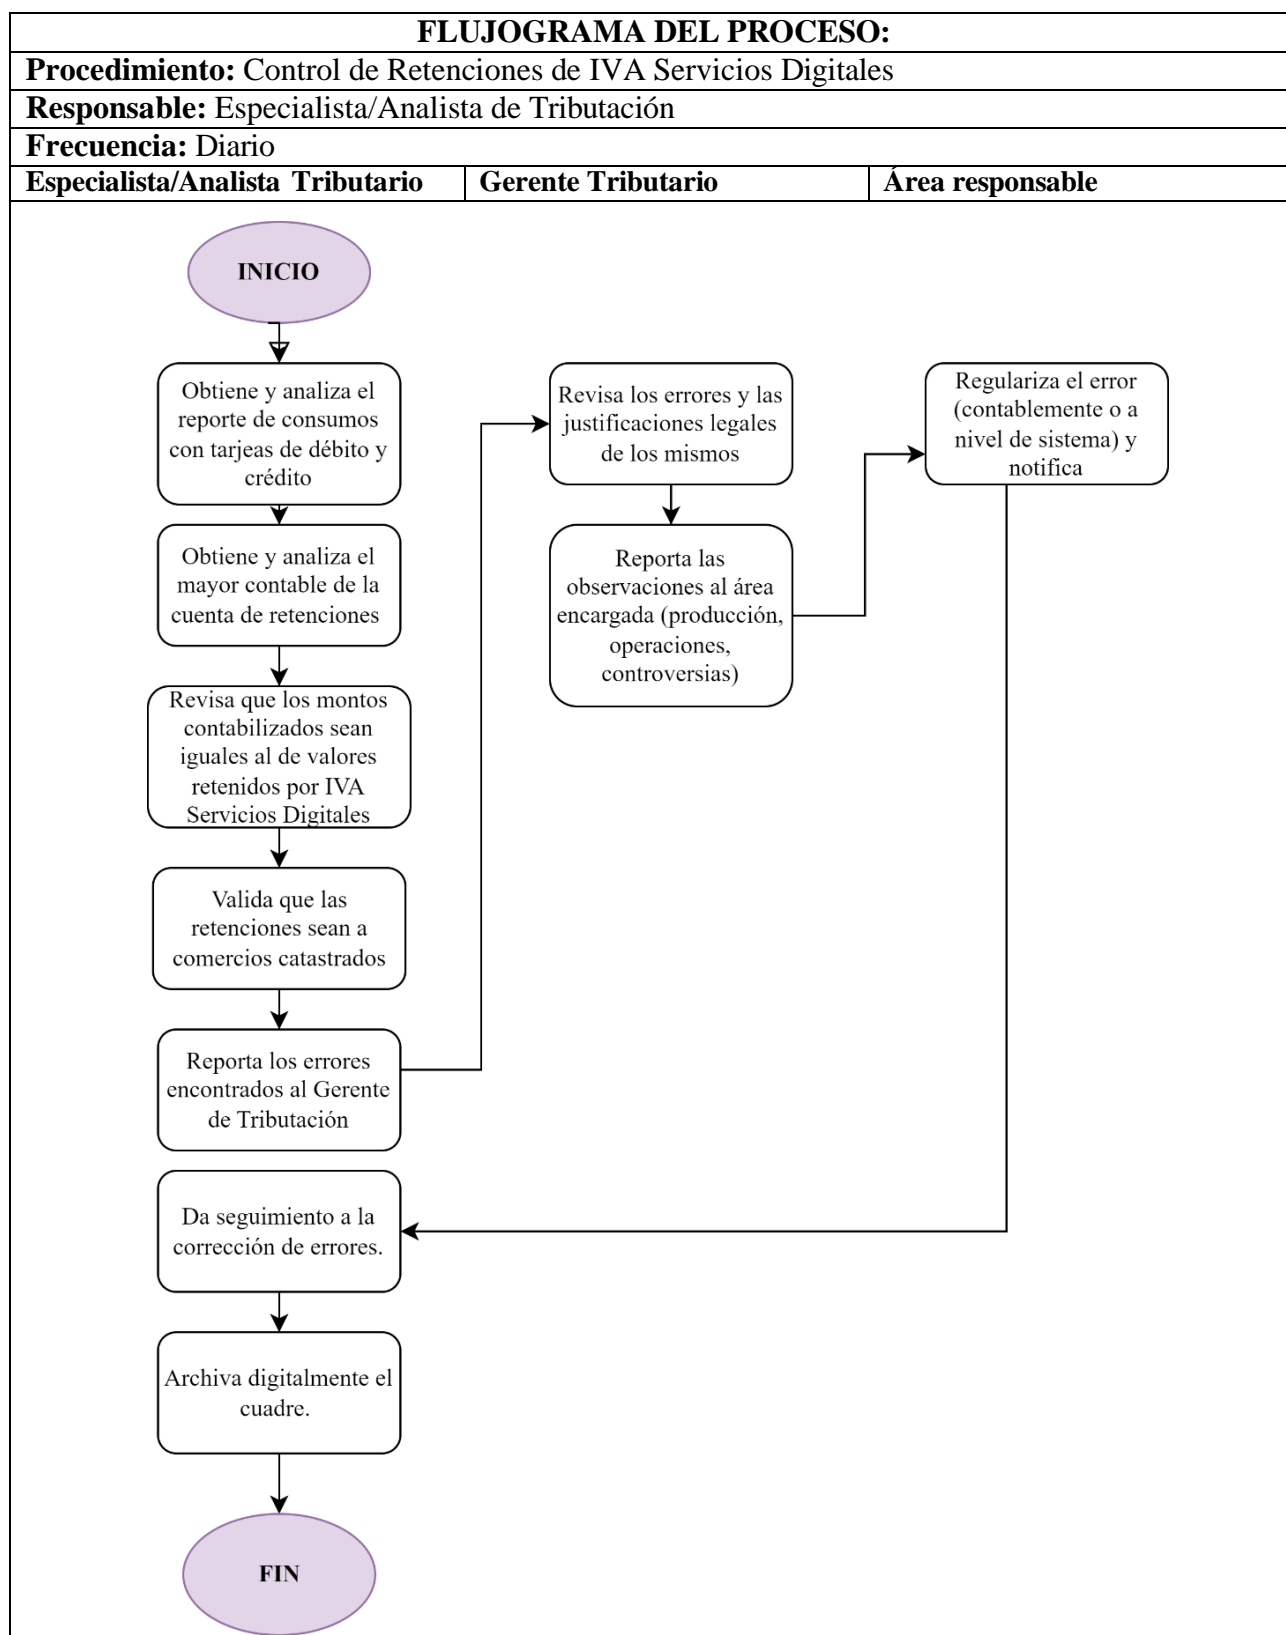 FLUJOGRAMA DEL PROCESO:
Procedimiento: Control de Retenciones de IVA Servicios Digitales
Responsable: Especialista/Analista de Tributación
Frecuencia: Diario
Especialista/Analista Tributario
Gerente Tributario
Área responsable
INICIO
Obtiene y analiza el
reporte de consumos
con tarjeas de débito y
crédito
Obtiene y analiza el
mayor contable de la
cuenta de retenciones
Revisa que los montos
contabilizados sean
iguales al de valores
retenidos por IVA
Servicios Digitales
Valida que las
retenciones sean a
comercios catastrados
Reporta los errores
encontrados al Gerente
de Tributación
Revisa los errores y las
justificaciones legales
de los mismos
Reporta las
observaciones al área
encargada (producción,
operaciones,
controversias)
Regulariza el error
(contablemente o a
nivel de sistema) y
notifica
Da seguimiento a la
corrección de errores.
Archiva digitalmente el
cuadre.
FIN